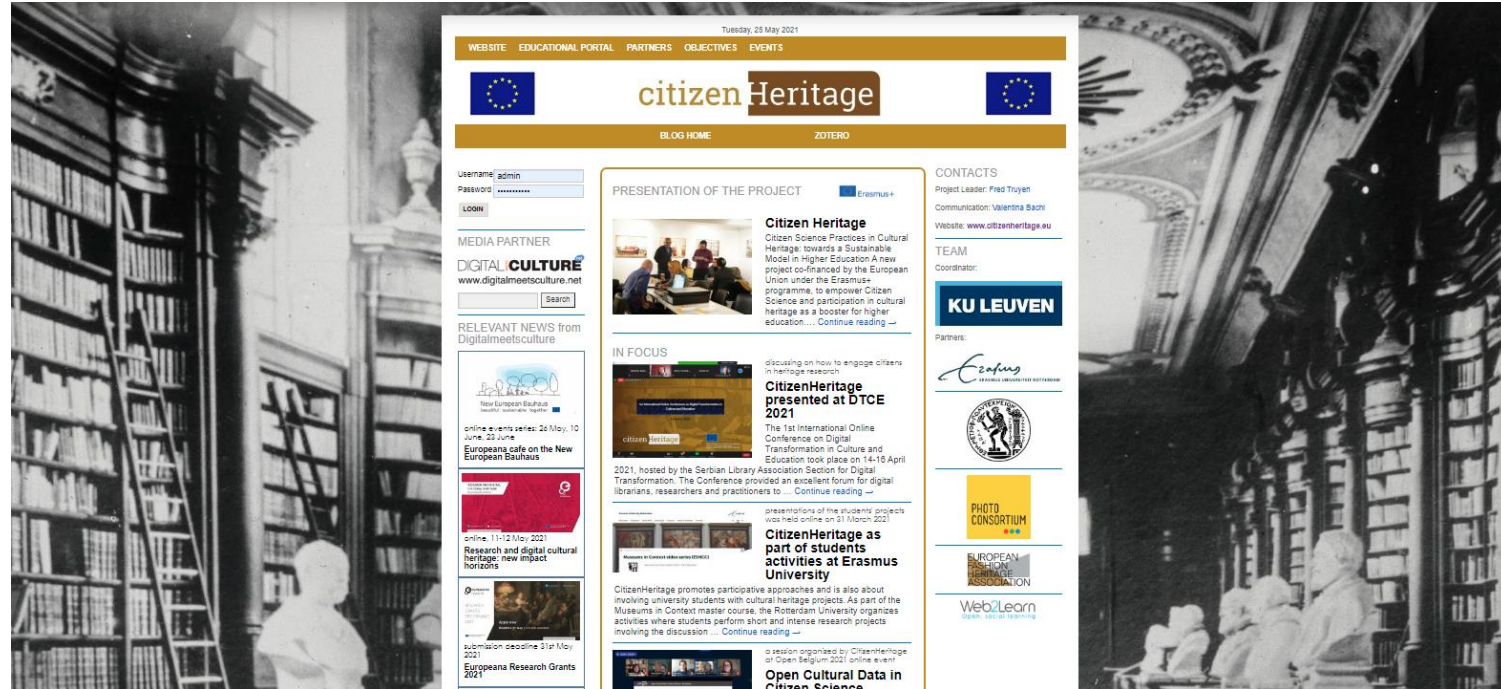 Tuesday, 25 May 2021
WEBSITE EDUCATIONAL PORTAL PARTNERS OBJECTIVES EVENTS
citizen Heritage
BLOG HOME ZOTERO
Username admin
Password
LOGIN
MEDIA PARTNER
DIGITAL CULTURE
www.digitalmeetsculture.net
Search
RELEVANT NEWS from
Digitalmeetsculture
New European Bauhaus
beautiful sustainable together
online events series: 26 May, 10
June, 23 June
Europeana cafe on the New
European Bauhaus
online, 11-12 May 2021
Research and digital cultural
heritage: new impact
horizons
submission deadline 31st May
2021
Europeana Research Grants
2021
PRESENTATION OF THE PROJECT
Erasmus+
Citizen Heritage
Citizen Science Practices in Cultural
Heritage: towards a Sustainable
Model in Higher Education A new
project co-financed by the European
Union under the Erasmus+
programme, to empower Citizen
Science and participation in cultural
heritage as a booster for higher
education.... Continue reading →
IN FOCUS
citizen Heritage
discussing on how to engage citizens
in heritage research
CitizenHeritage
presented at DTCE
2021
The 1st International Online
Conference on Digital
Transformation in Culture and
Education took place on 14-16 April
2021, hosted by the Serbian Library Association Section for Digital
Transformation. The Conference provided an excellent forum for digital
librarians, researchers and practitioners to ... Continue reading →
Museums in Context video series (ESHCC)
presentations of the students' projects
was held online on 31 March 2021
CitizenHeritage as
part of students
activities at Erasmus
University
CitizenHeritage promotes participative approaches and is also about
involving university students with cultural heritage projects. As part of the
Museums in Context master course, the Rotterdam University organizes
activities where students perform short and intense research projects
involving the discussion ... Continue reading →
a session organized by CitizenHeritage
at Open Belgium 2021 online event
Open Cultural Data in
Citizen Science
CONTACTS
Project Leader: Fred Truyen
Communication: Valentina Bachi
Website: www.citizenheritage.eu
TEAM
Coordinator:
KU LEUVEN
Partners:
Erasmus
ERASMUS UNIVERSITEIT ROTTERDAM
PHOTO
CONSORTIUM
EUROPEAN
FASHION
HERITAGE
ASSOCIATION
Web2Learn
Open, social learning